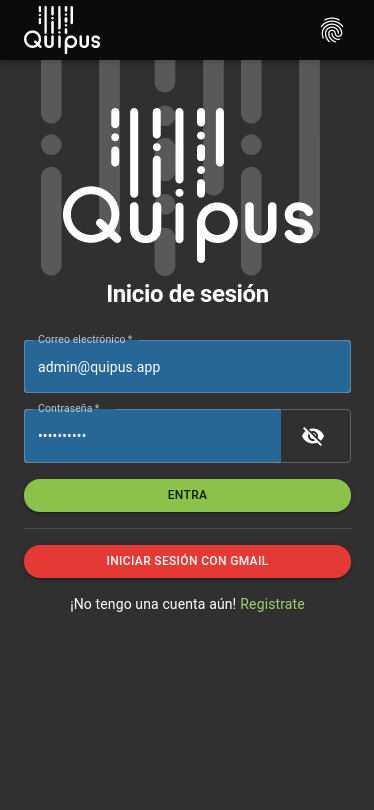 Quipus
Quipus
Inicio de sesión
Correo electrónico *
admin@quipus.app
Contraseña *
••••••••••
ENTRA
INICIAR SESIÓN CON GMAIL
¡No tengo una cuenta aún! Registrate